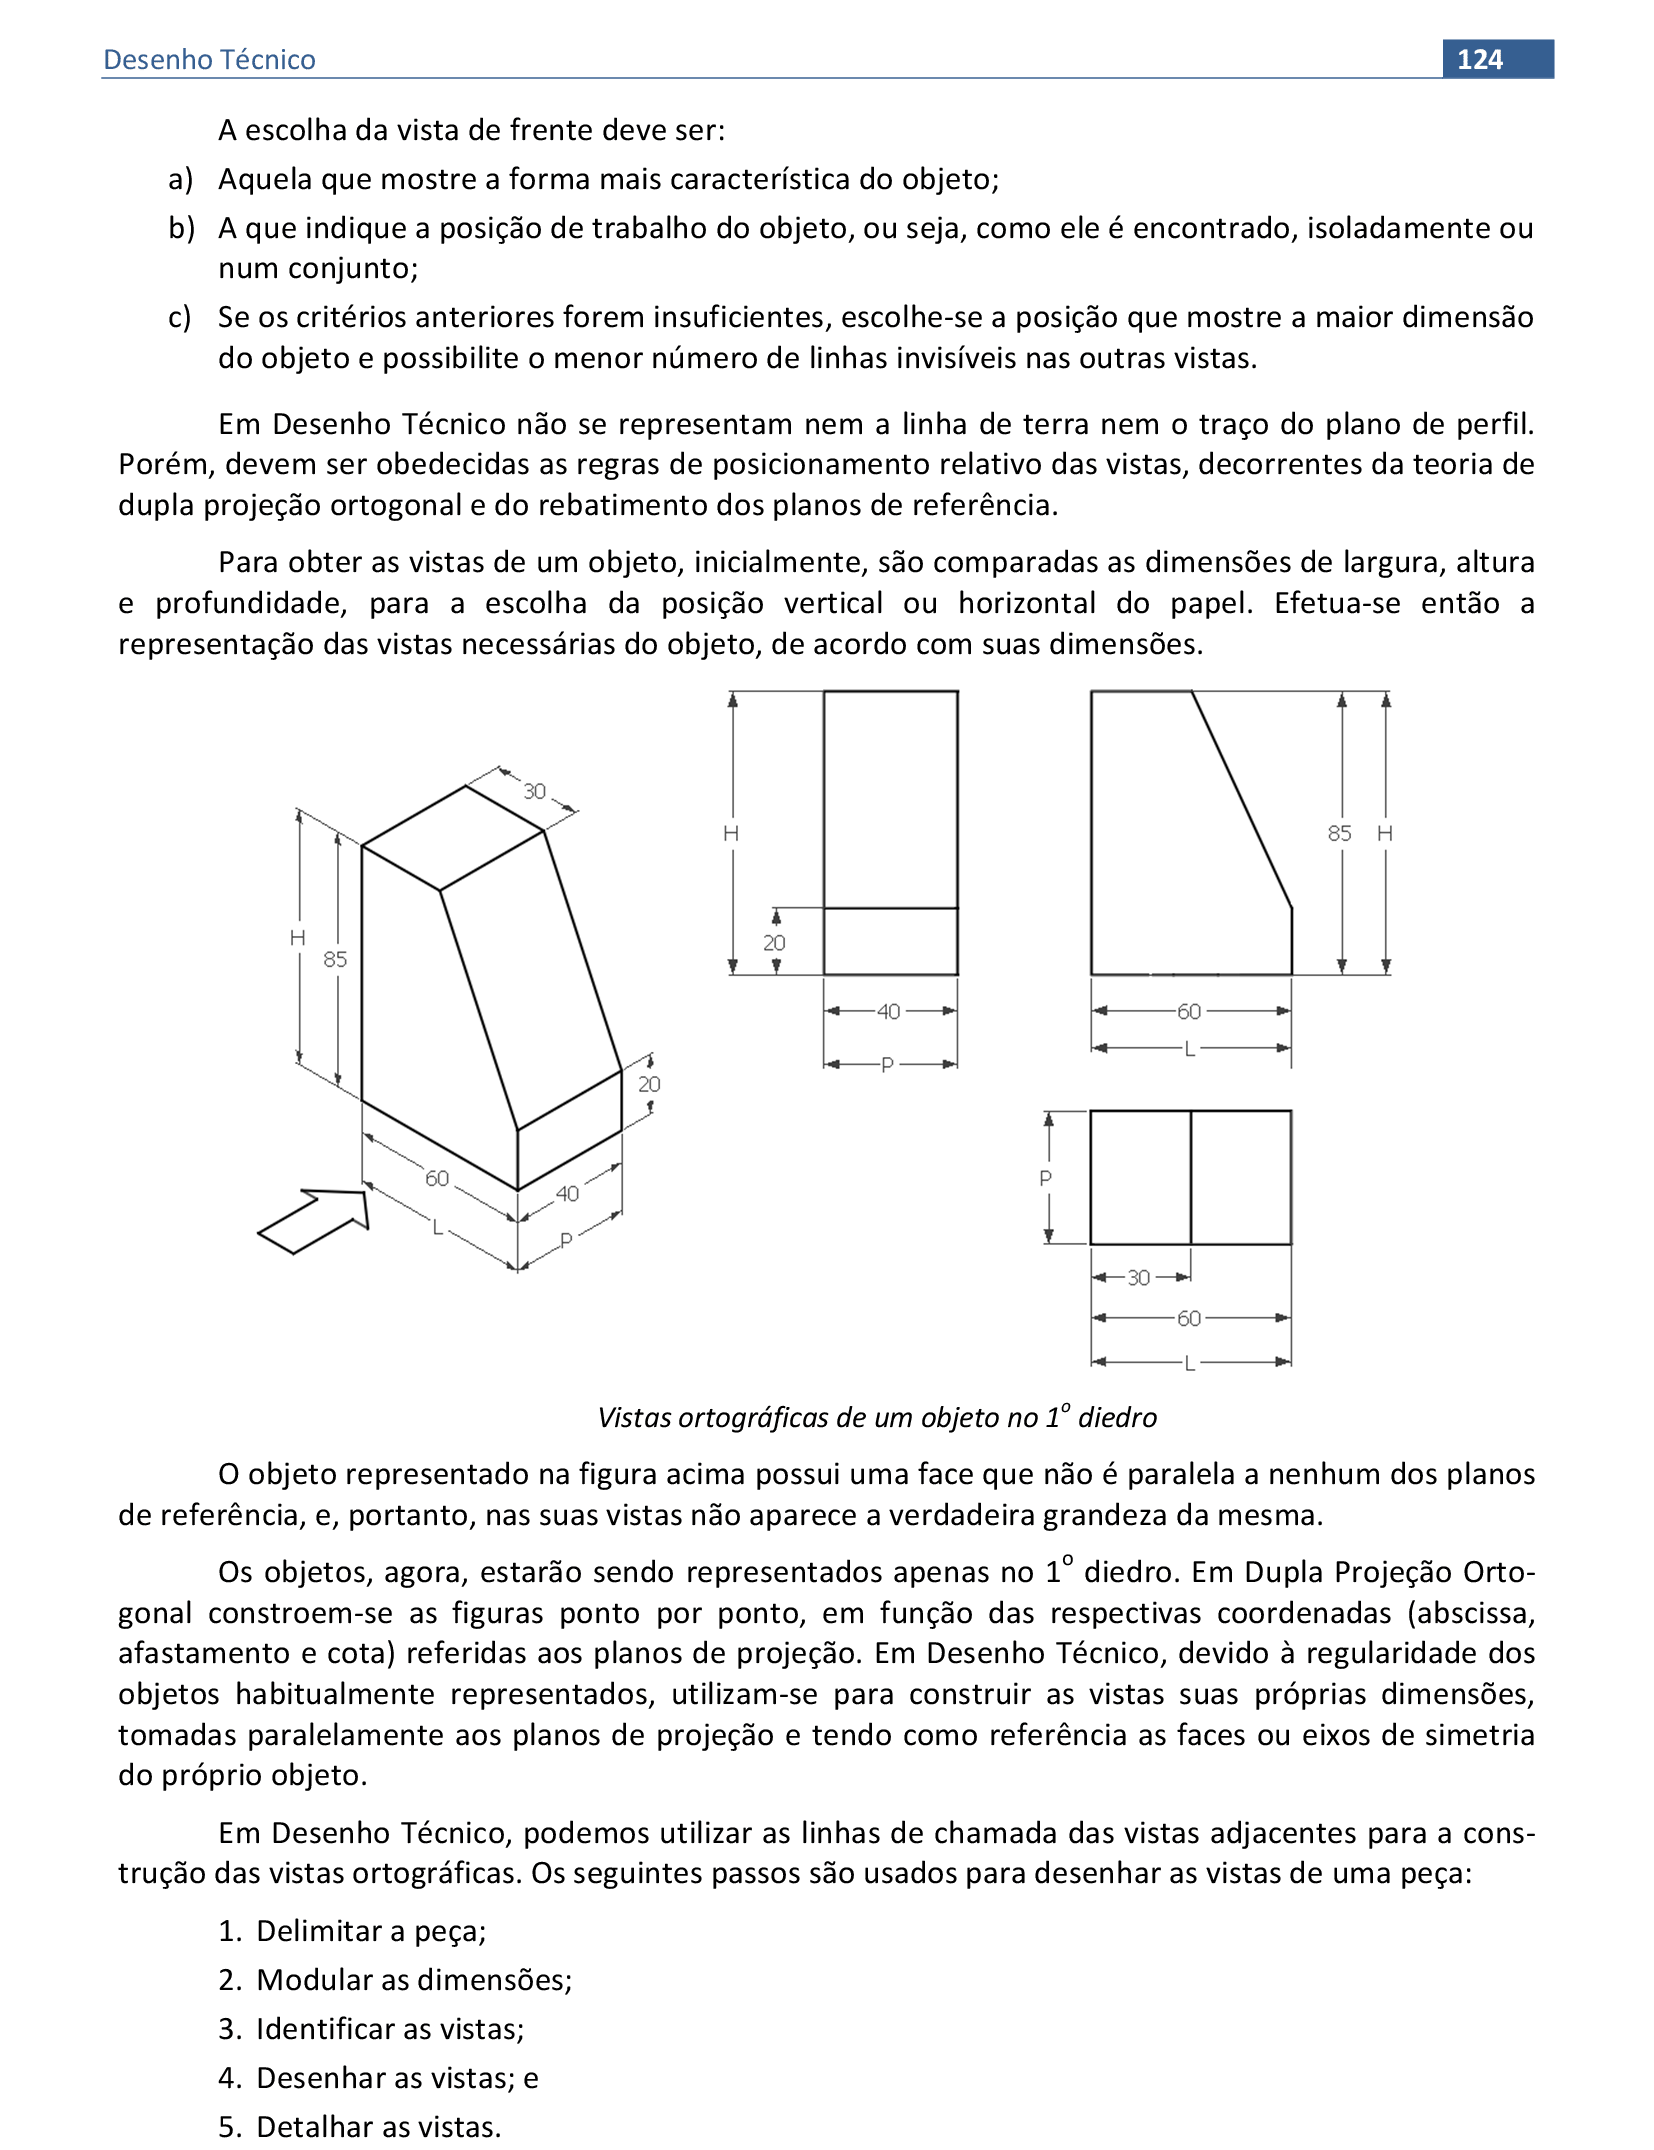 Desenho Técnico 124
A escolha da vista de frente deve ser:
a) Aquela que mostre a forma mais característica do objeto;
b) A que indique a posição de trabalho do objeto, ou seja, como ele é encontrado, isoladamente ou
num conjunto;
c) Se os critérios anteriores forem insuficientes, escolhe-se a posição que mostre a maior dimensão
do objeto e possibilite o menor número de linhas invisíveis nas outras vistas.
Em Desenho Técnico não se representam nem a linha de terra nem o traço do plano de perfil.
Porém, devem ser obedecidas as regras de posicionamento relativo das vistas, decorrentes da teoria de
dupla projeção ortogonal e do rebatimento dos planos de referência.
Para obter as vistas de um objeto, inicialmente, são comparadas as dimensões de largura, altura
e profundidade, para a escolha da posição vertical ou horizontal do papel. Efetua-se então a
representação das vistas necessárias do objeto, de acordo com suas dimensões.
30
H
85
20
60
40
L
P
H
20
40
P
85 H
60
L
P
30
60
L
Vistas ortográficas de um objeto no 1º diedro
O objeto representado na figura acima possui uma face que não é paralela a nenhum dos planos
de referência, e, portanto, nas suas vistas não aparece a verdadeira grandeza da mesma.
Os objetos, agora, estarão sendo representados apenas no 1º diedro. Em Dupla Projeção Orto-
gonal constroem-se as figuras ponto por ponto, em função das respectivas coordenadas (abscissa,
afastamento e cota) referidas aos planos de projeção. Em Desenho Técnico, devido à regularidade dos
objetos habitualmente representados, utilizam-se para construir as vistas suas próprias dimensões,
tomadas paralelamente aos planos de projeção e tendo como referência as faces ou eixos de simetria
do próprio objeto.
Em Desenho Técnico, podemos utilizar as linhas de chamada das vistas adjacentes para a cons-
trução das vistas ortográficas. Os seguintes passos são usados para desenhar as vistas de uma peça:
1. Delimitar a peça;
2. Modular as dimensões;
3. Identificar as vistas;
4. Desenhar as vistas; e
5. Detalhar as vistas.